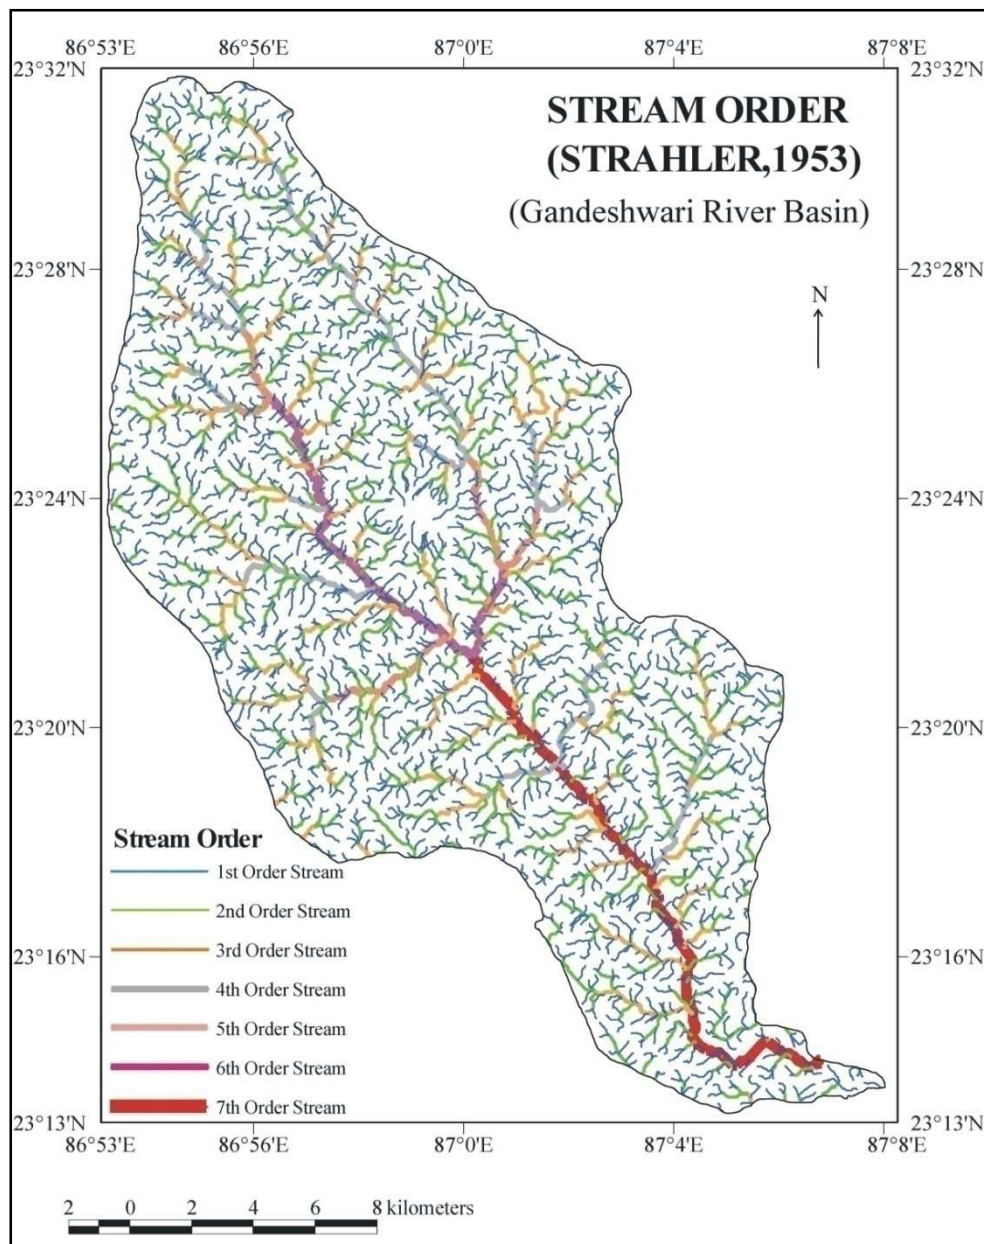 86°53'E 86°56'E 87°0'E 87°4'E 87°8'E
23°32'N 23°32'N
STREAM ORDER
(STRAHLER,1953)
(Gandeshwari River Basin)
23°28'N 23°28'N
N
23°24'N 23°24'N
23°20'N 23°20'N
Stream Order
1st Order Stream
2nd Order Stream
3rd Order Stream
23°16'N 23°16'N
4th Order Stream
5th Order Stream
6th Order Stream
7th Order Stream
23°13'N 23°13'N
86°53'E 86°56'E 87°0'E 87°4'E 87°8'E
2 0 2 4 6 8 kilometers